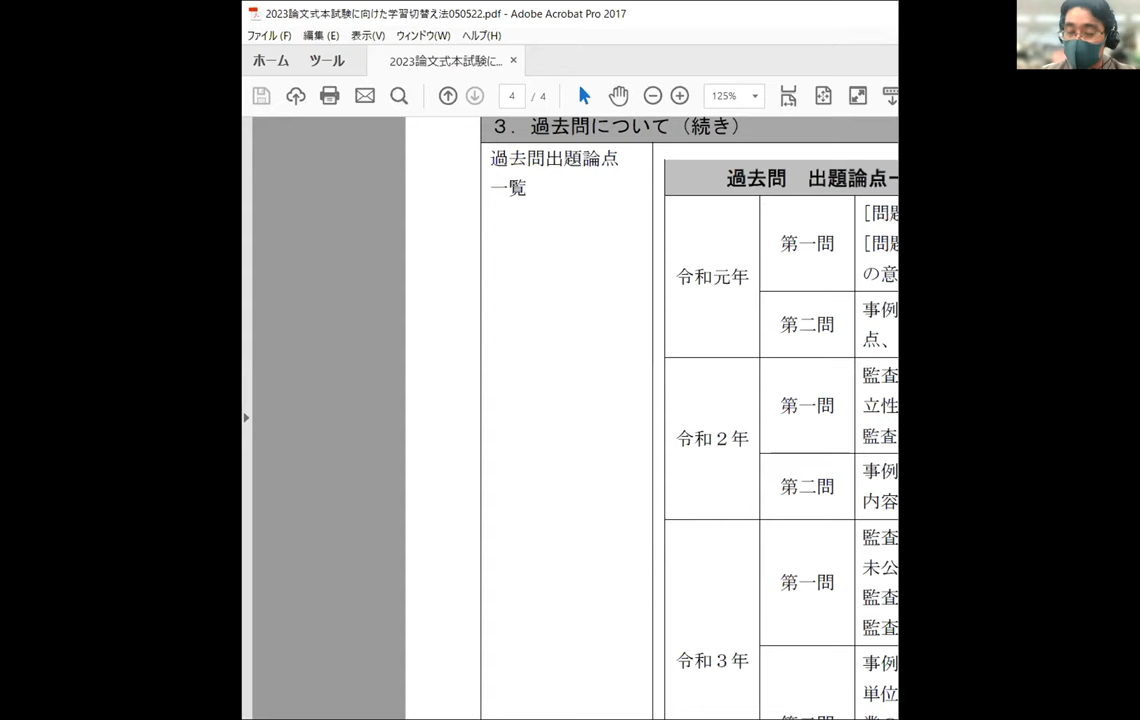 2023論文式本試験に向けた学習切替え法050522.pdf - Adobe Acrobat Pro 2017
ファイル(F) 編集(E) 表示(V) ウィンドウ(W) ヘルプ(H)
ホーム ツール 2023論文式本試験に... ×
4 / 4 125%
３．過去問について（続き）
過去問出題論点
一覧
過去問 出題論点一
令和元年
第一問
[問題
[問題
の意
第二問
事例
点、
令和２年
第一問
監査
立性
監査
第二問
事例
内容
令和３年
第一問
監査
未公
監査
監査
事例
単位